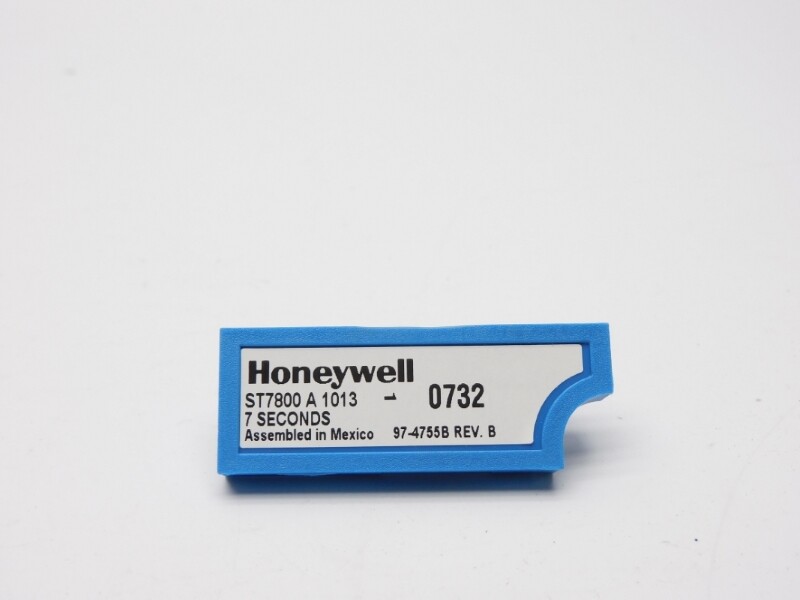 Honeywell
ST7800 A 1013 ⇀ 0732
7 SECONDS
Assembled in Mexico 97-4755B REV. B